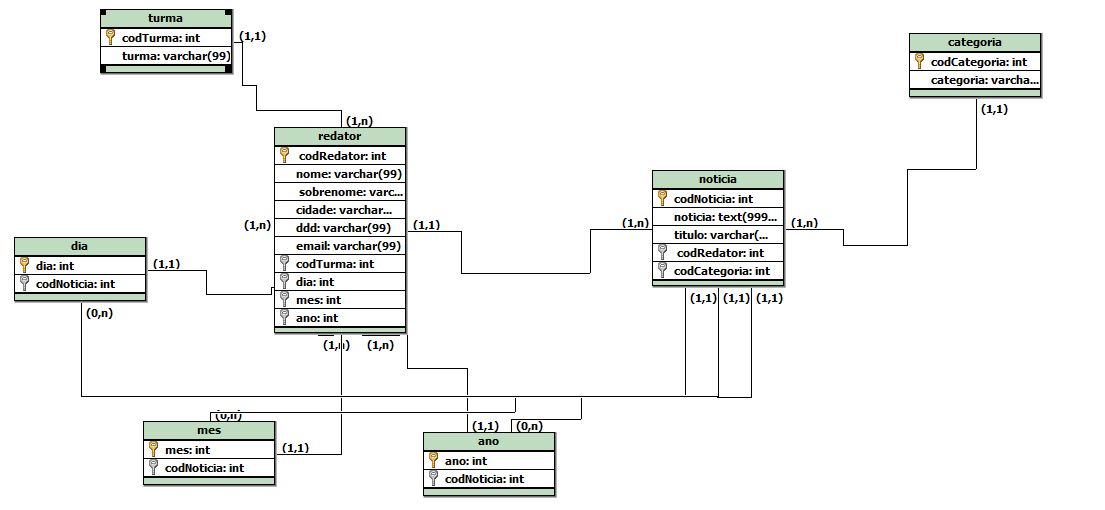 turma
codTurma: int
turma: varchar(99)
(1,1)
categoria
codCategoria: int
categoria: varcha...
(1,1)
(1,n)
redator
codRedator: int
nome: varchar(99)
sobrenome: varc...
cidade: varchar...
ddd: varchar(99)
email: varchar(99)
codTurma: int
dia: int
mes: int
ano: int
(1,n)
(1,1)
(1,n)
(1,n)
noticia
codNoticia: int
noticia: text(999...
titulo: varchar(...
codRedator: int
codCategoria: int
(1,n)
(1,n)
(1,1)
(1,1)
(1,1)
dia
dia: int
codNoticia: int
(1,1)
(0,n)
mes
mes: int
codNoticia: int
(0,n)
(1,1)
ano
ano: int
codNoticia: int
(1,1)
(0,n)